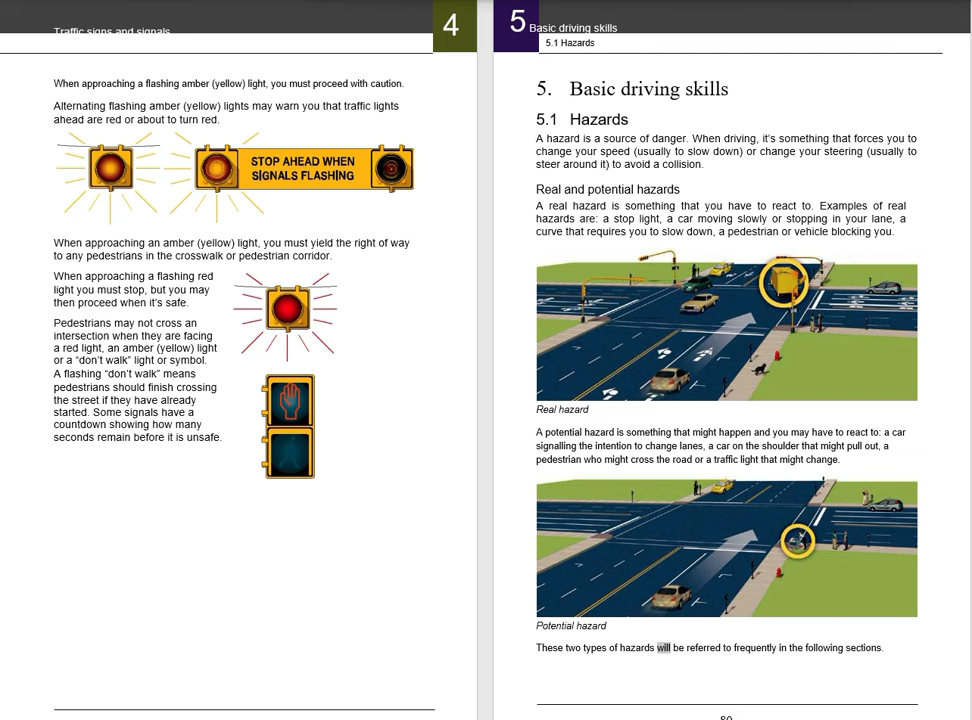 Traffic signs and signals
4
When approaching a flashing amber (yellow) light, you must proceed with caution.
Alternating flashing amber (yellow) lights may warn you that traffic lights
ahead are red or about to turn red.
STOP AHEAD WHEN
SIGNALS FLASHING
When approaching an amber (yellow) light, you must yield the right of way
to any pedestrians in the crosswalk or pedestrian corridor.
When approaching a flashing red
light you must stop, but you may
then proceed when it's safe.
Pedestrians may not cross an
intersection when they are facing
a red light, an amber (yellow) light
or a “don't walk” light or symbol.
A flashing “don't walk” means
pedestrians should finish crossing
the street if they have already
started. Some signals have a
countdown showing how many
seconds remain before it is unsafe.
5 Basic driving skills
5.1 Hazards
5. Basic driving skills
5.1 Hazards
A hazard is a source of danger. When driving, it's something that forces you to
change your speed (usually to slow down) or change your steering (usually to
steer around it) to avoid a collision.
Real and potential hazards
A real hazard is something that you have to react to. Examples of real
hazards are: a stop light, a car moving slowly or stopping in your lane, a
curve that requires you to slow down, a pedestrian or vehicle blocking you.
Real hazard
A potential hazard is something that might happen and you may have to react to: a car
signalling the intention to change lanes, a car on the shoulder that might pull out, a
pedestrian who might cross the road or a traffic light that might change.
Potential hazard
These two types of hazards will be referred to frequently in the following sections.